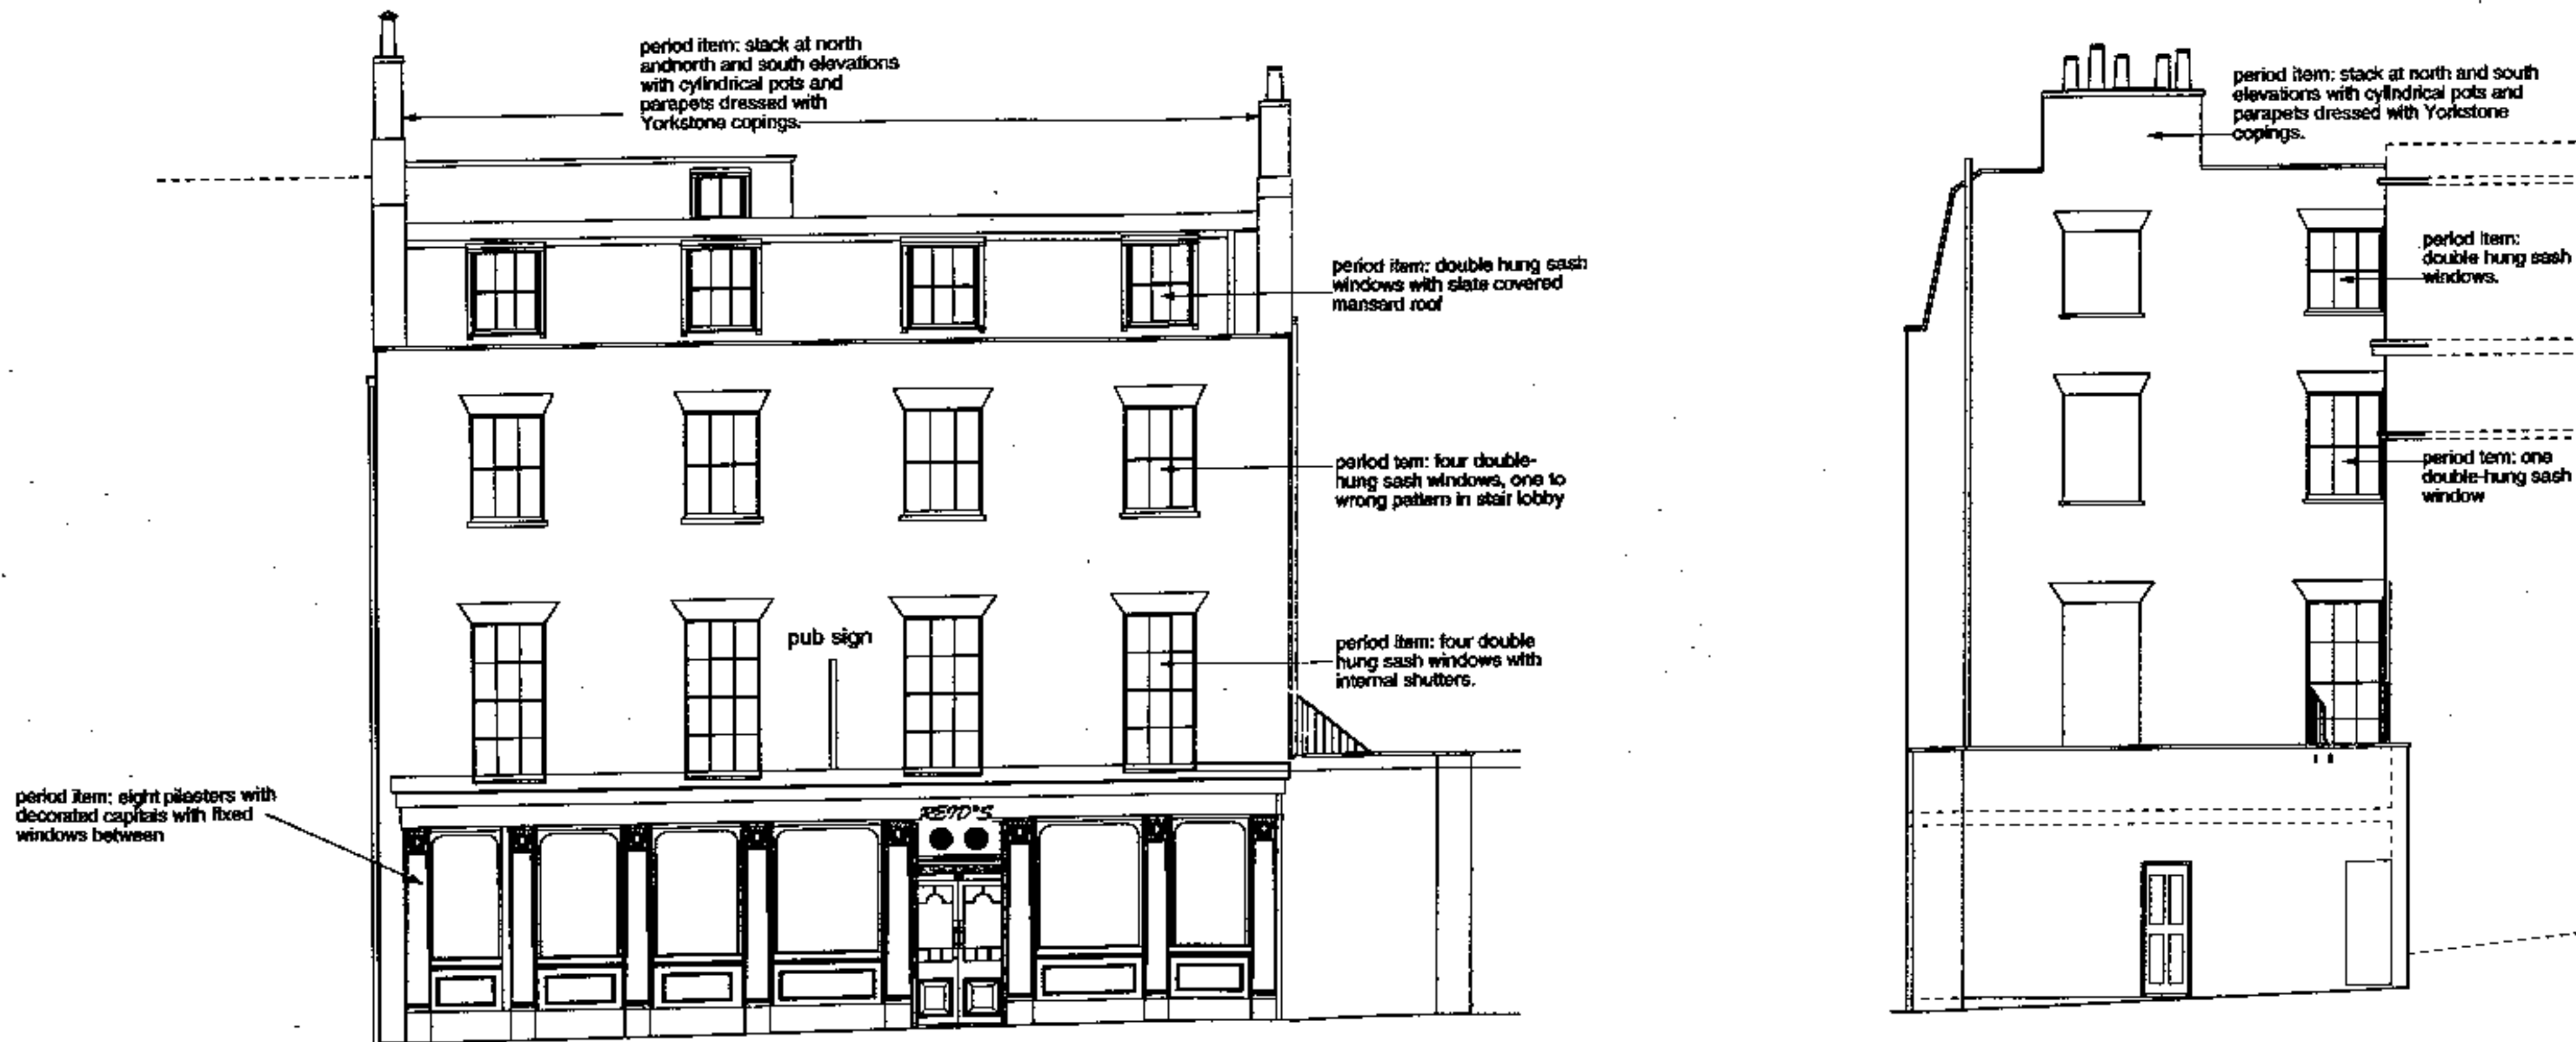 period item: stack at north
andnorth and south elevations
with cylindrical pots and
parapets dressed with
Yorkstone copings.
period item: double hung sash
windows with slate covered
mansard roof
period tem: four double-
hung sash windows, one to
wrong pattern in stair lobby
pub sign
period item: four double
hung sash windows with
internal shutters.
period item: eight pilasters with
decorated capitals with fixed
windows between
period item: stack at north and south
elevations with cylindrical pots and
parapets dressed with Yorkstone
copings.
period item:
double hung sash
windows.
period tem: one
double-hung sash
window